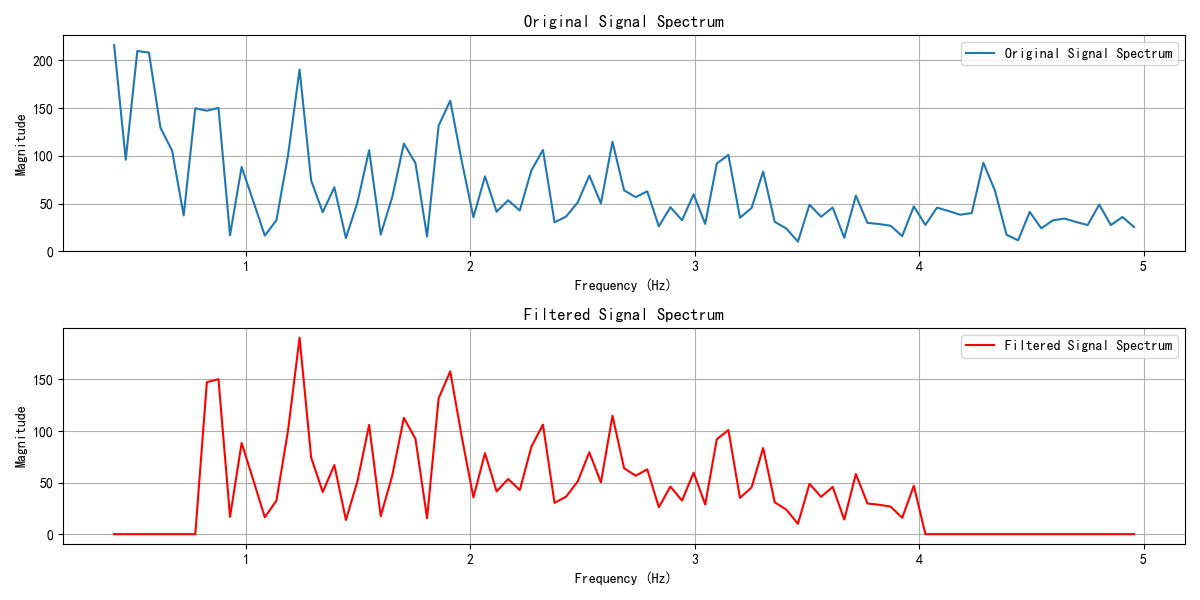 Original Signal Spectrum
Original Signal Spectrum
Magnitude
200
150
100
50
0
1
2
3
4
5
Frequency (Hz)
Filtered Signal Spectrum
Filtered Signal Spectrum
Magnitude
150
100
50
0
1
2
3
4
5
Frequency (Hz)